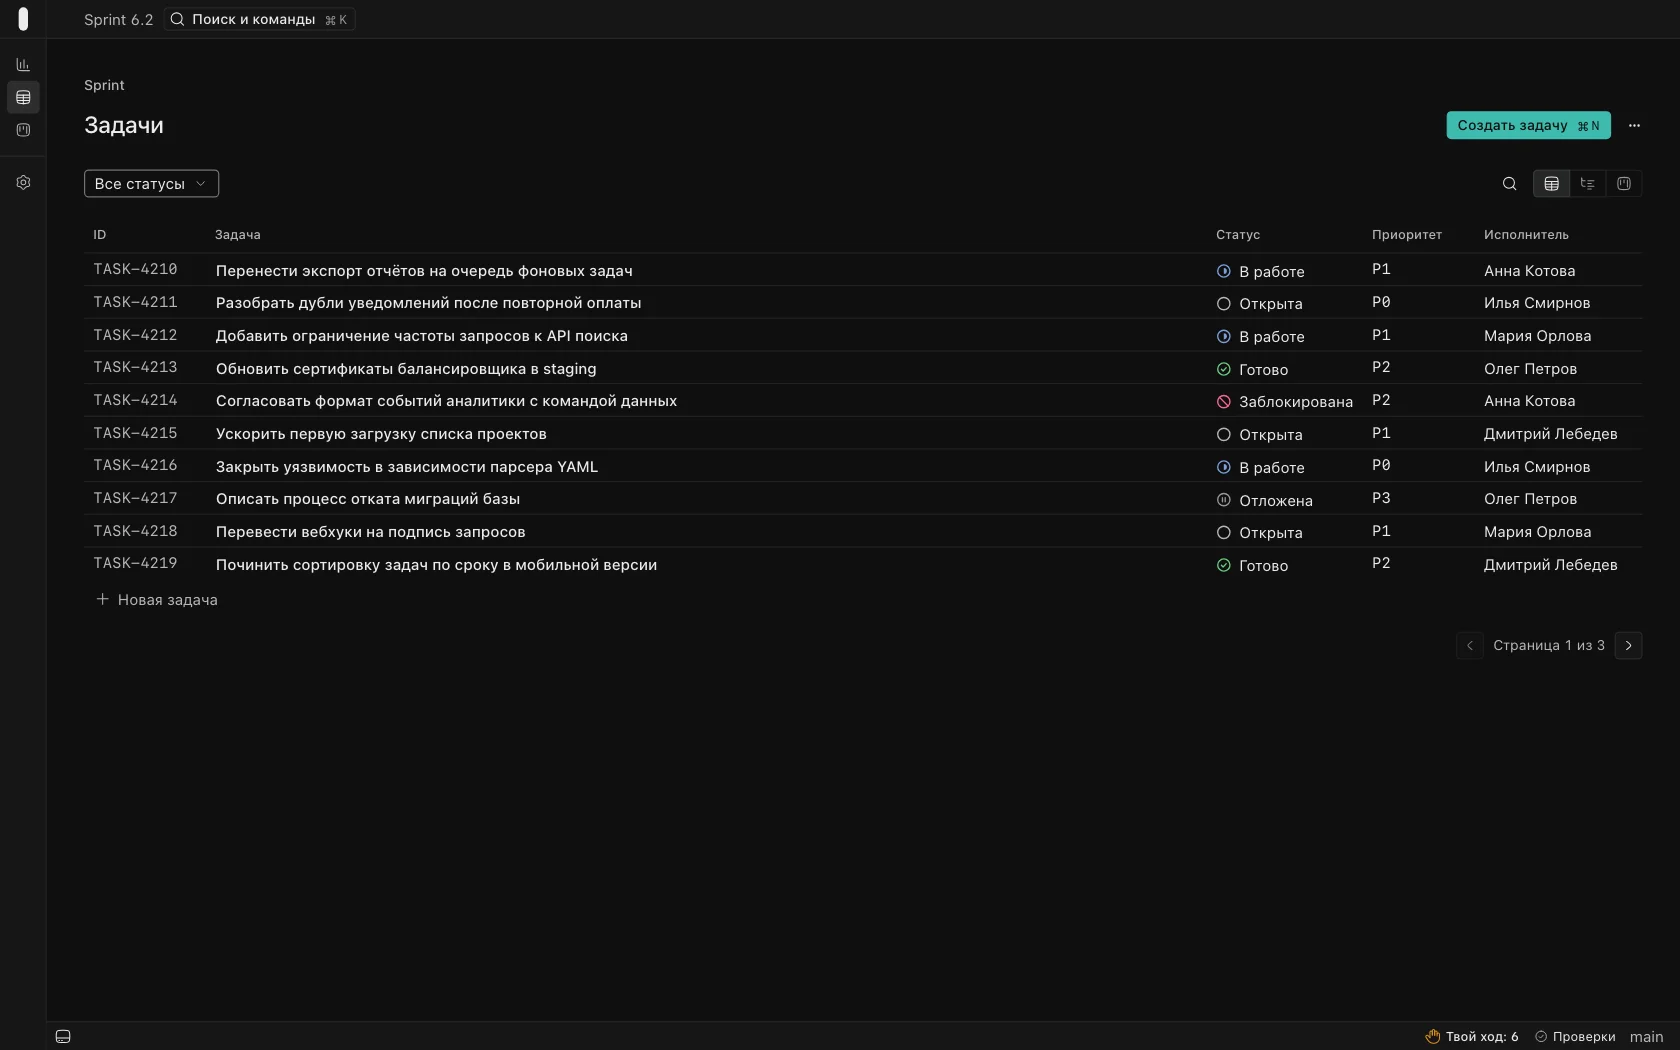 Sprint 6.2 Поиск и команды ⌘ K
Sprint
Задачи
Создать задачу ⌘ N
Все статусы
ID Задача Статус Приоритет Исполнитель
TASK-4210 Перенести экспорт отчётов на очередь фоновых задач В работе P1 Анна Котова
TASK-4211 Разобрать дубли уведомлений после повторной оплаты Открыта P0 Илья Смирнов
TASK-4212 Добавить ограничение частоты запросов к API поиска В работе P1 Мария Орлова
TASK-4213 Обновить сертификаты балансировщика в staging Готово P2 Олег Петров
TASK-4214 Согласовать формат событий аналитики с командой данных Заблокирована P2 Анна Котова
TASK-4215 Ускорить первую загрузку списка проектов Открыта P1 Дмитрий Лебедев
TASK-4216 Закрыть уязвимость в зависимости парсера YAML В работе P0 Илья Смирнов
TASK-4217 Описать процесс отката миграций базы Отложена P3 Олег Петров
TASK-4218 Перевести вебхуки на подпись запросов Открыта P1 Мария Орлова
TASK-4219 Починить сортировку задач по сроку в мобильной версии Готово P2 Дмитрий Лебедев
Новая задача
Страница 1 из 3
Твой ход: 6 Проверки main